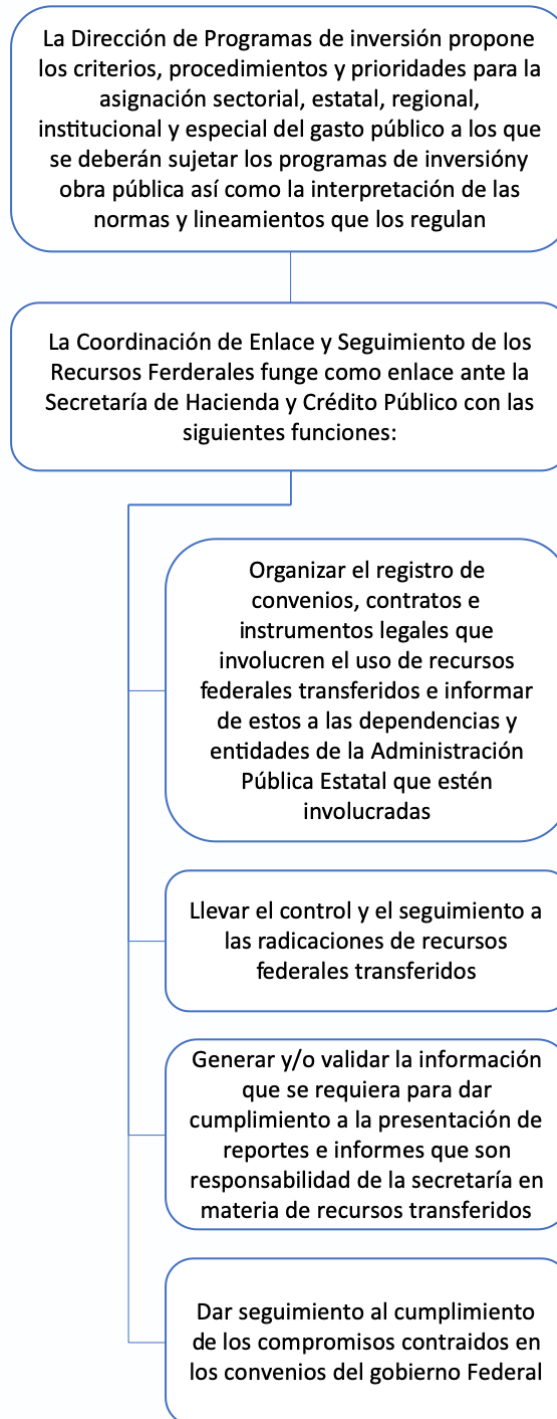 La Dirección de Programas de inversión propone
los criterios, procedimientos y prioridades para la
asignación sectorial, estatal, regional,
institucional y especial del gasto público a los que
se deberán sujetar los programas de inversióny
obra pública así como la interpretación de las
normas y lineamientos que los regulan
La Coordinación de Enlace y Seguimiento de los
Recursos Ferderales funge como enlace ante la
Secretaría de Hacienda y Crédito Público con las
siguientes funciones:
Organizar el registro de
convenios, contratos e
instrumentos legales que
involucren el uso de recursos
federales transferidos e informar
de estos a las dependencias y
entidades de la Administración
Pública Estatal que estén
involucradas
Llevar el control y el seguimiento a
las radicaciones de recursos
federales transferidos
Generar y/o validar la información
que se requiera para dar
cumplimiento a la presentación de
reportes e informes que son
responsabilidad de la secretaría en
materia de recursos transferidos
Dar seguimiento al cumplimiento
de los compromisos contraidos en
los convenios del gobierno Federal